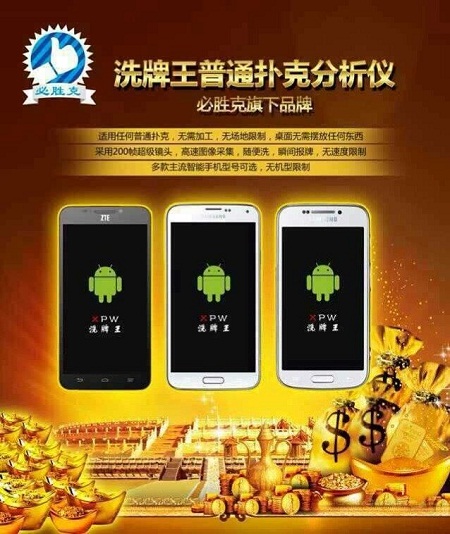 必胜克
洗牌王普通扑克分析仪
必胜克旗下品牌
适用任何普通扑克，无需加工，无场地限制，桌面无需摆放任何东西
采用200帧超级镜头，高速图像采集，随便洗，瞬间报牌，无速度限制
多款主流智能手机型号可选，无机型限制
ZTE
SAMSUNG
XPW
洗牌王
XPW
洗牌王
XPW
洗牌王
$
$